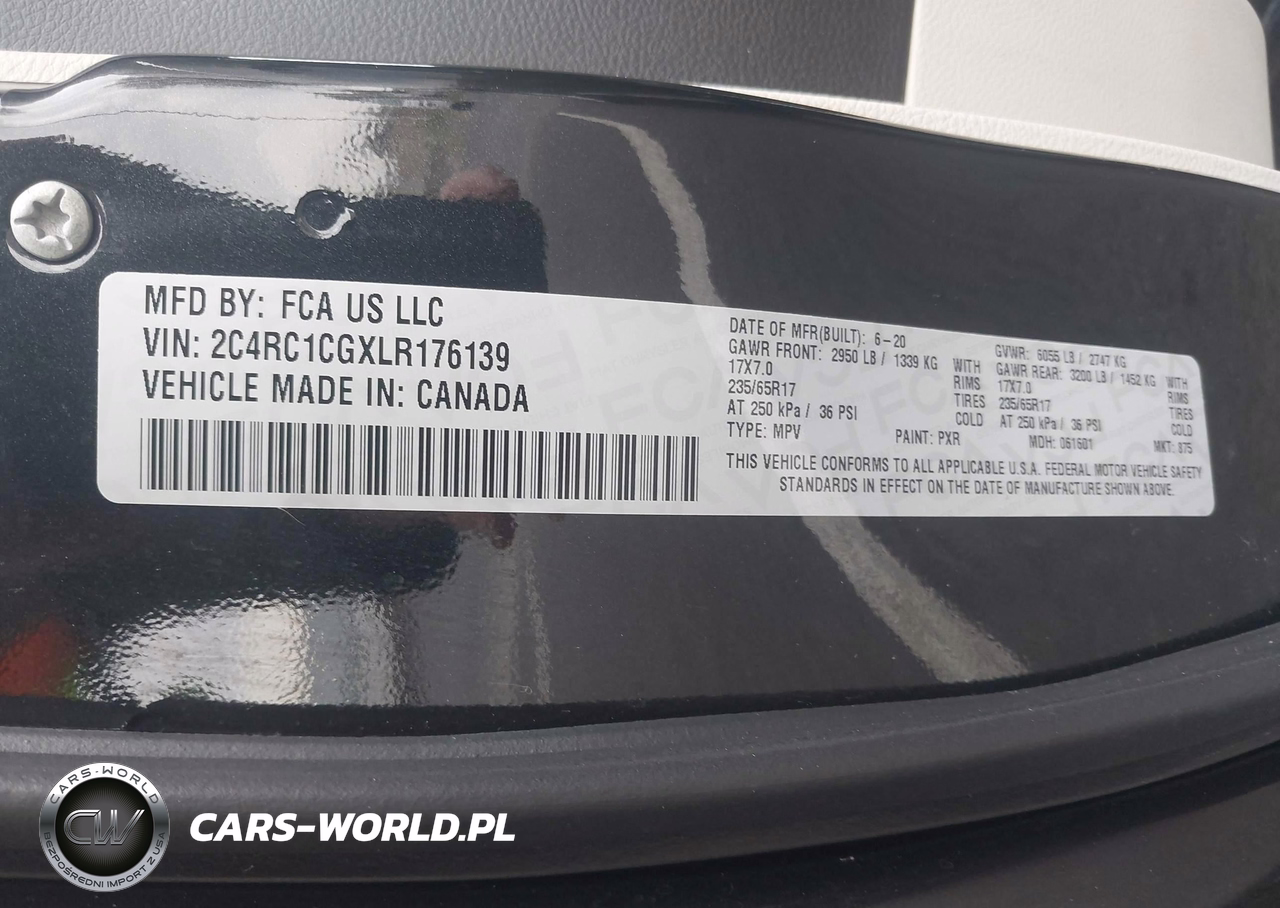 MFD BY: FCA US LLC
VIN: 2C4RC1CGXLR176139
VEHICLE MADE IN: CANADA
DATE OF MFR(BUILT): 6-20 GVWR: 6055 LB / 2747 KG
GAWR FRONT: 2950 LB / 1339 KG WITH GAWR REAR: 3200 LB / 1452 KG WITH
17X7.0 RIMS 17X7.0 RIMS
235/65R17 TIRES 235/65R17 TIRES
AT 250 kPa / 36 PSI COLD AT 250 kPa / 36 PSI COLD
TYPE: MPV PAINT: PXR MDH: 061601 MKT: 875
THIS VEHICLE CONFORMS TO ALL APPLICABLE U.S.A. FEDERAL MOTOR VEHICLE SAFETY
STANDARDS IN EFFECT ON THE DATE OF MANUFACTURE SHOWN ABOVE.
CARS-WORLD
CW
BEZPOŚREDNI IMPORT Z USA
CARS-WORLD.PL